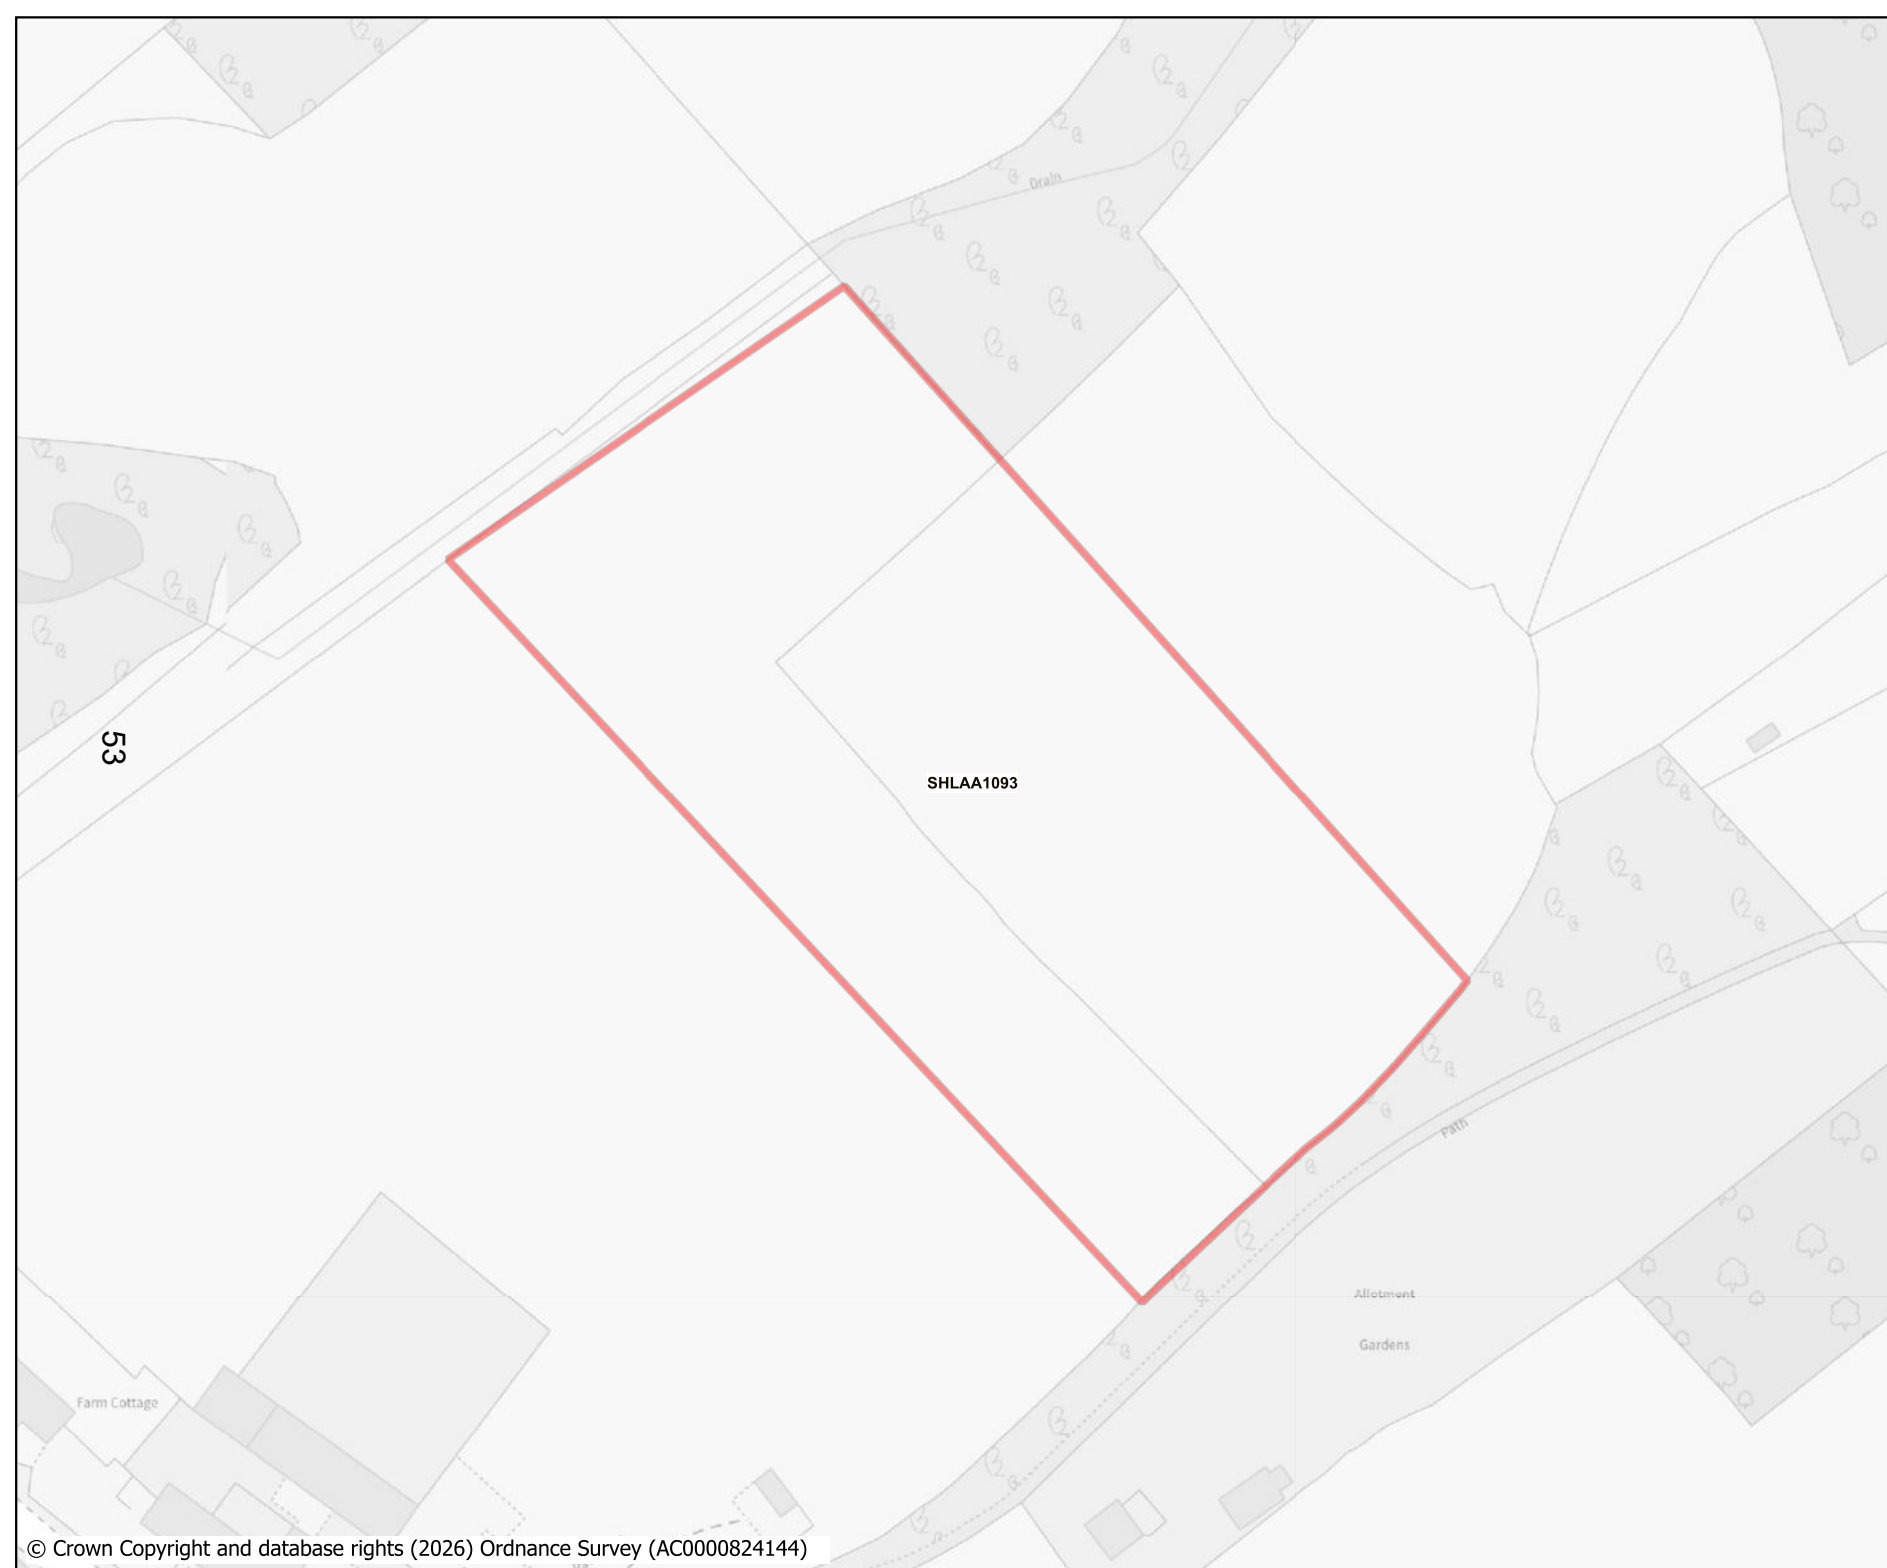 Drain
53
SHLAA1093
Path
Allotment
Gardens
Farm Cottage
© Crown Copyright and database rights (2026) Ordnance Survey (AC0000824144)